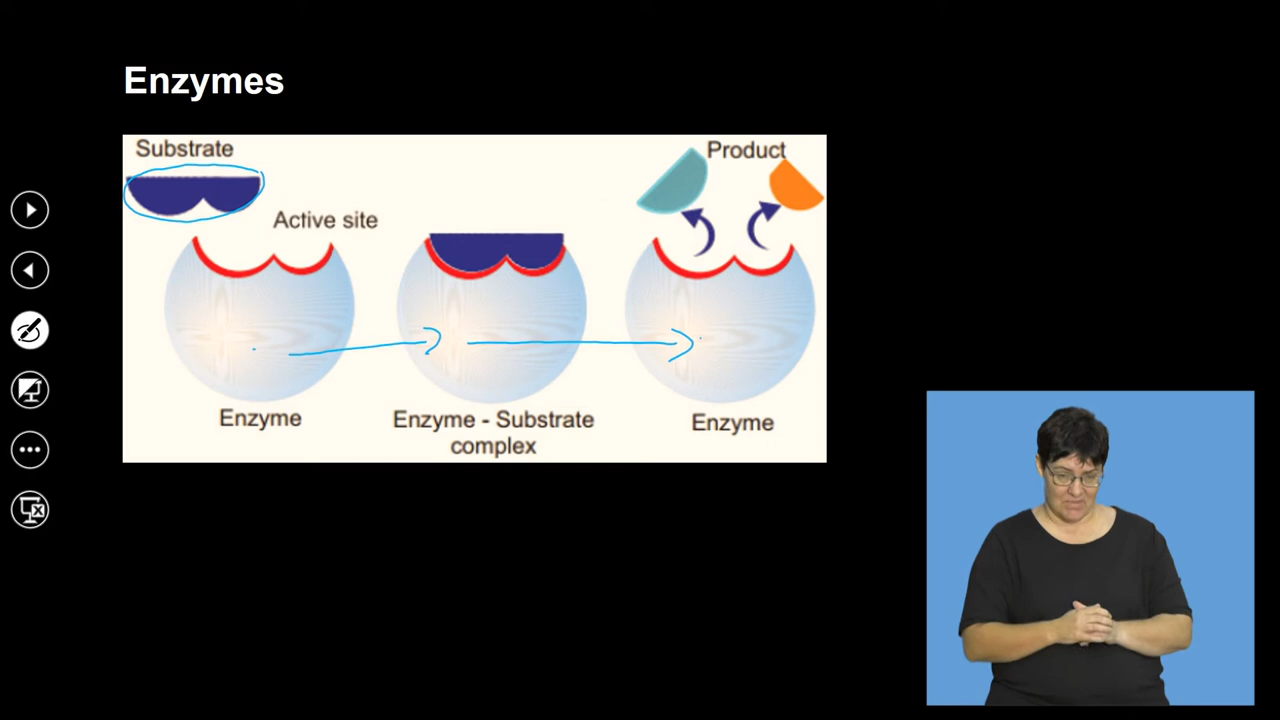 Enzymes
Substrate
Product
Active site
Enzyme
Enzyme - Substrate
complex
Enzyme